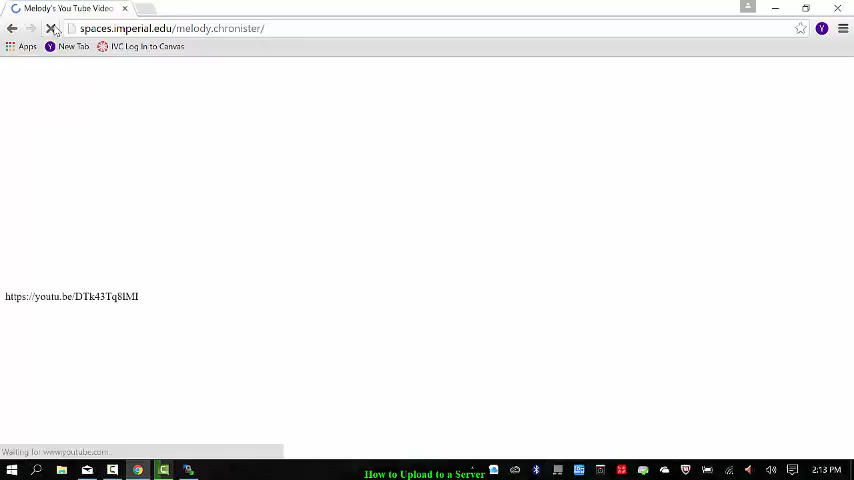 Melody's You Tube Video
spaces.imperial.edu/melody.chronister/
Y
Apps
Y New Tab
IVC Log In to Canvas
https://youtu.be/DTk43Tq8lMI
Waiting for www.youtube.com...
How to Upload to a Server
2:13 PM